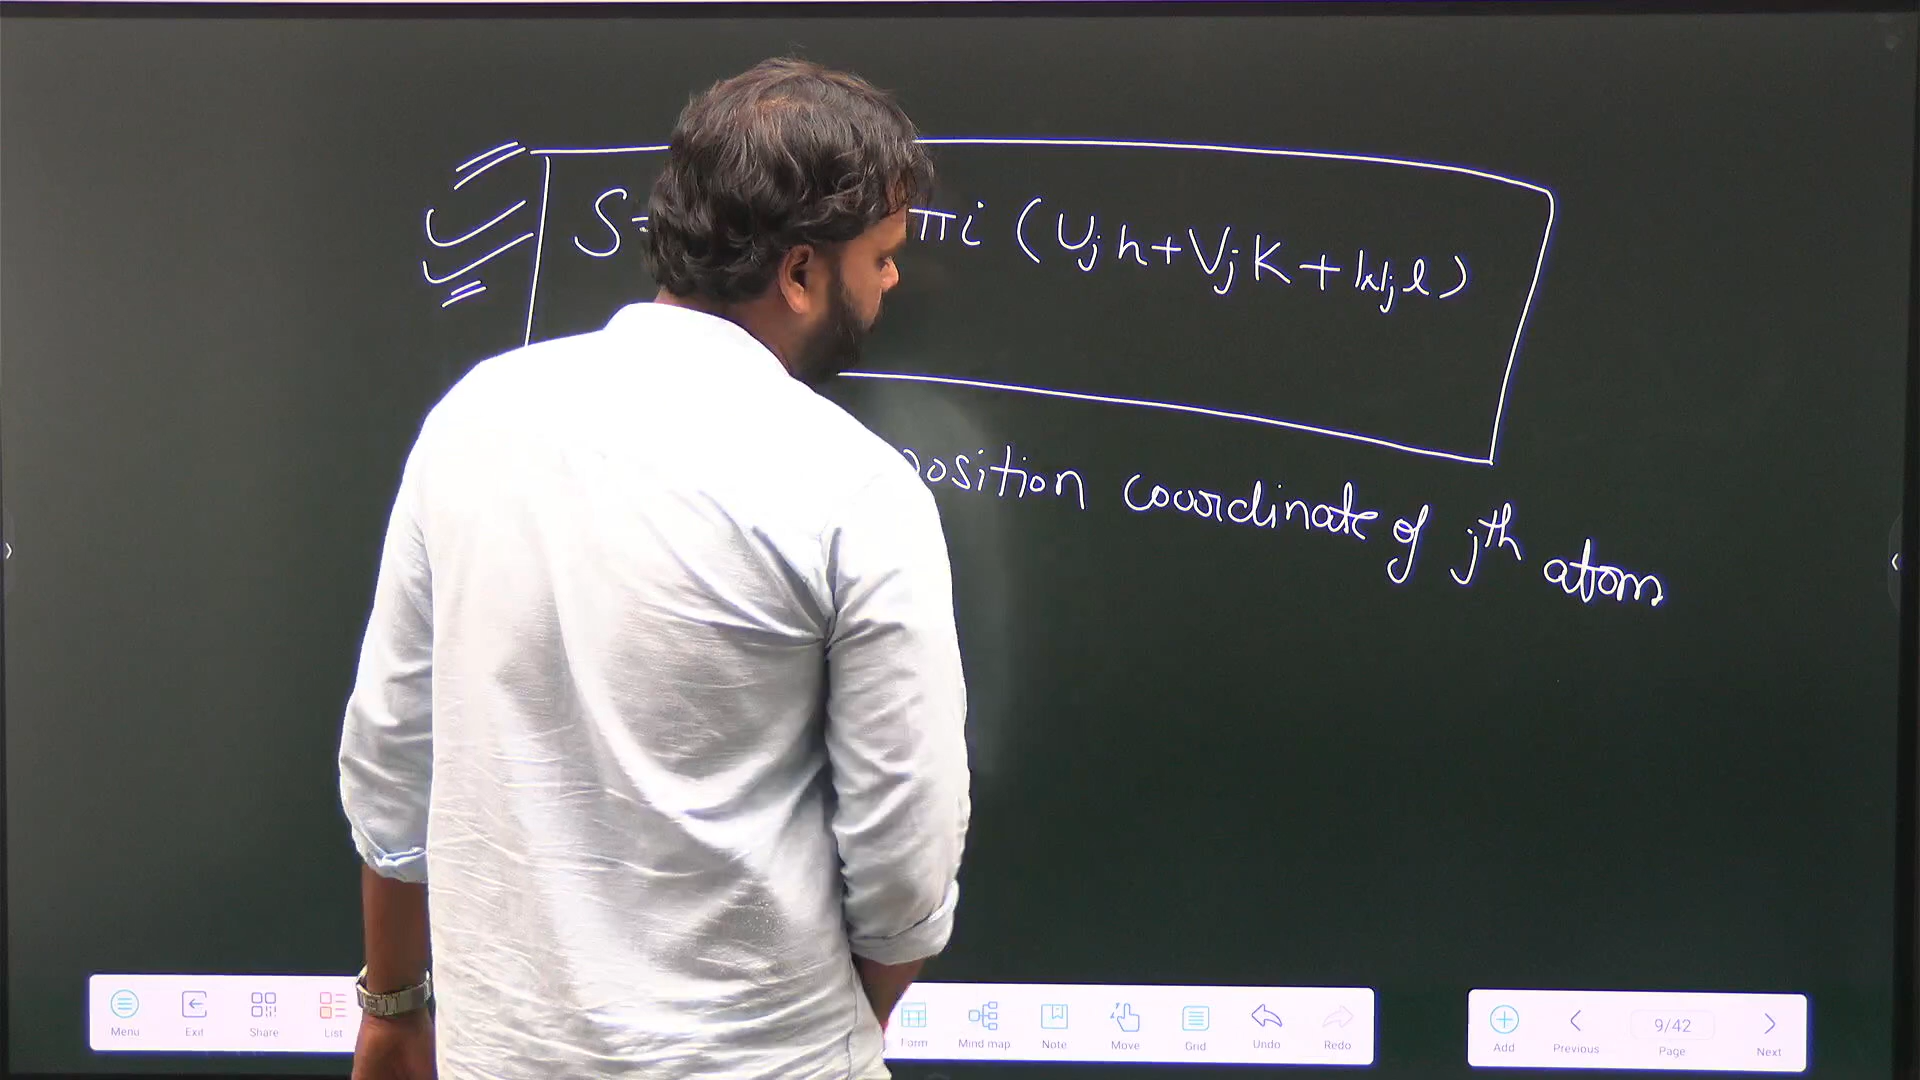 S= πi (Ujh+VjK+Wjl)
position coordinate of jth atom
Menu Exit Share List Form Mind map Note Move Grid Undo Redo
Add Previous 9/42 Page Next